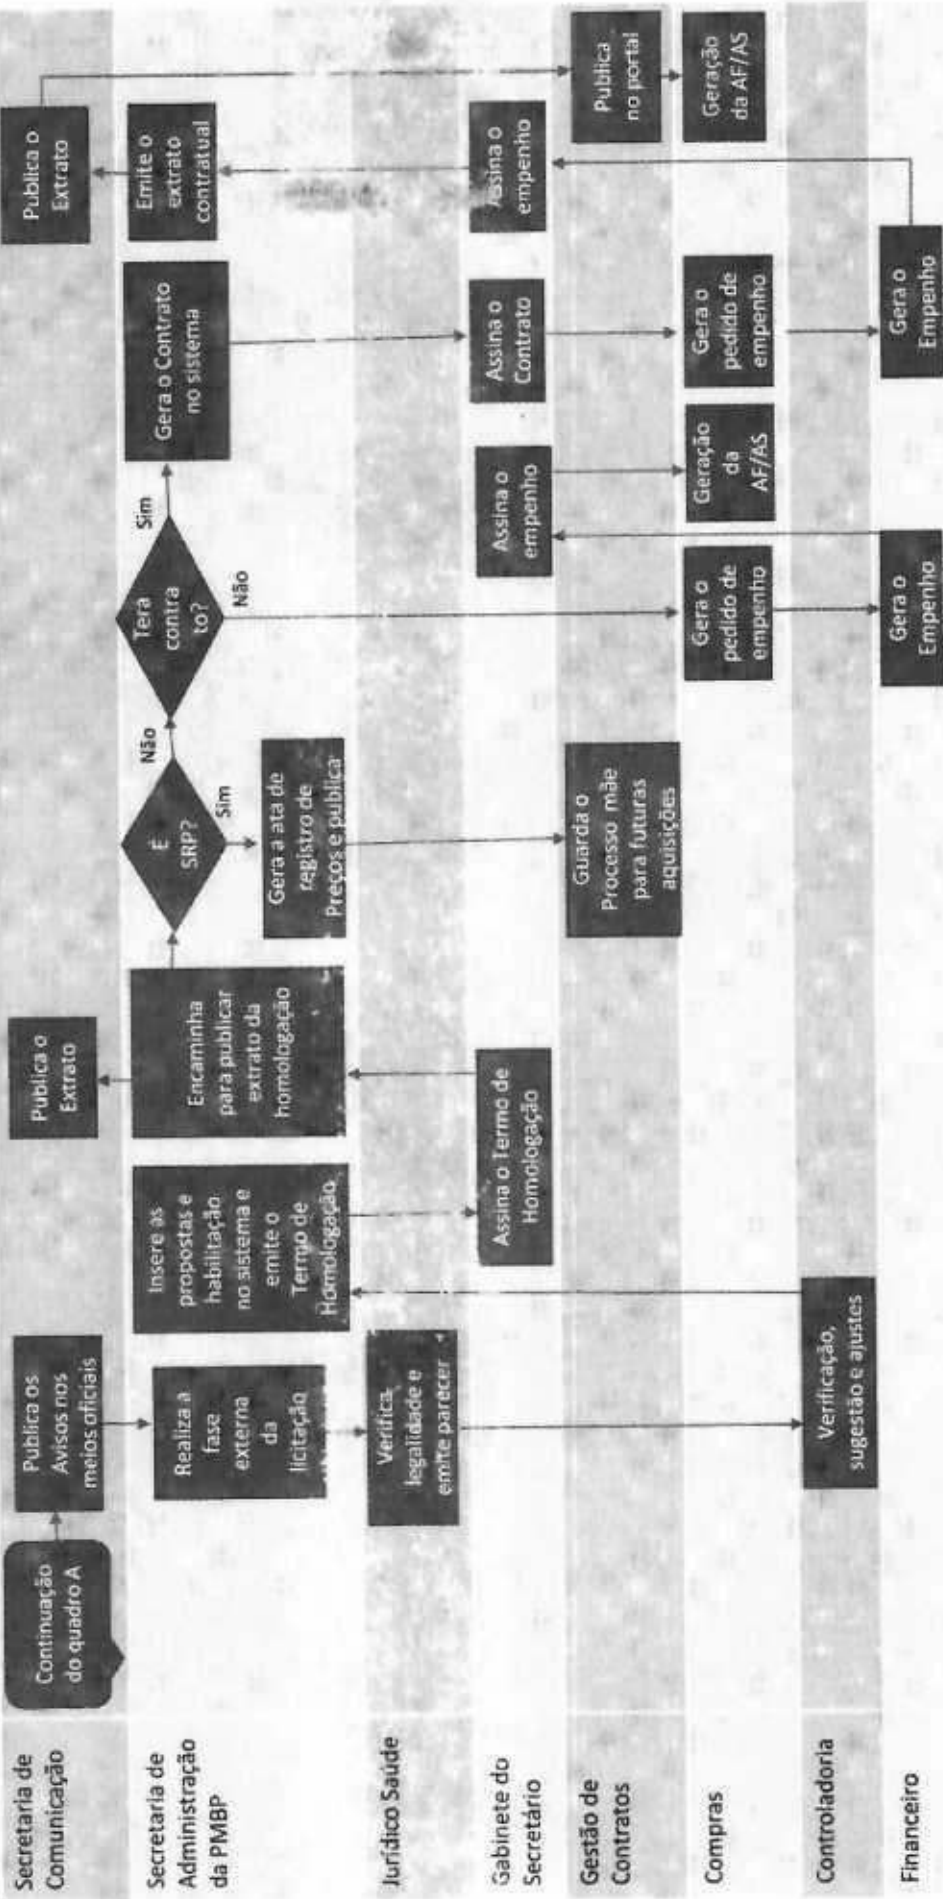 Secretaria de
Comunicação
Continuação
do quadro A
Publica os
Avisos nos
meios oficiais
Publica o
Extrato
Publica o
Extrato
Secretaria de
Administração
da PMBP
Realiza a
fase
externa
da
licitação
Insere as
propostas e
habilitação
no sistema e
emite o
Termo de
Homologação
Encaminha
para publicar
extrato da
homologação
É
SRP?
Não
Sim
Gera a ata de
registro de
Preços e publica
Tera
contra
to?
Sim
Não
Gera o Contrato
no sistema
Emite o
extrato
contratual
Jurídico Saúde
Verifica
legalidade e
emite parecer
Gabinete do
Secretário
Assina o Termo de
Homologação
Assina o
empenho
Assina o
Contrato
Assina o
empenho
Gestão de
Contratos
Guarda o
Processo mãe
para futuras
aquisições
Publica
no portal
Compras
Gera o
pedido de
empenho
Geração
da
AF/AS
Gera o
pedido de
empenho
Geração
da AF/AS
Controladoria
Verificação,
sugestão e ajustes
Financeiro
Gera o
Empenho
Gera o
Empenho